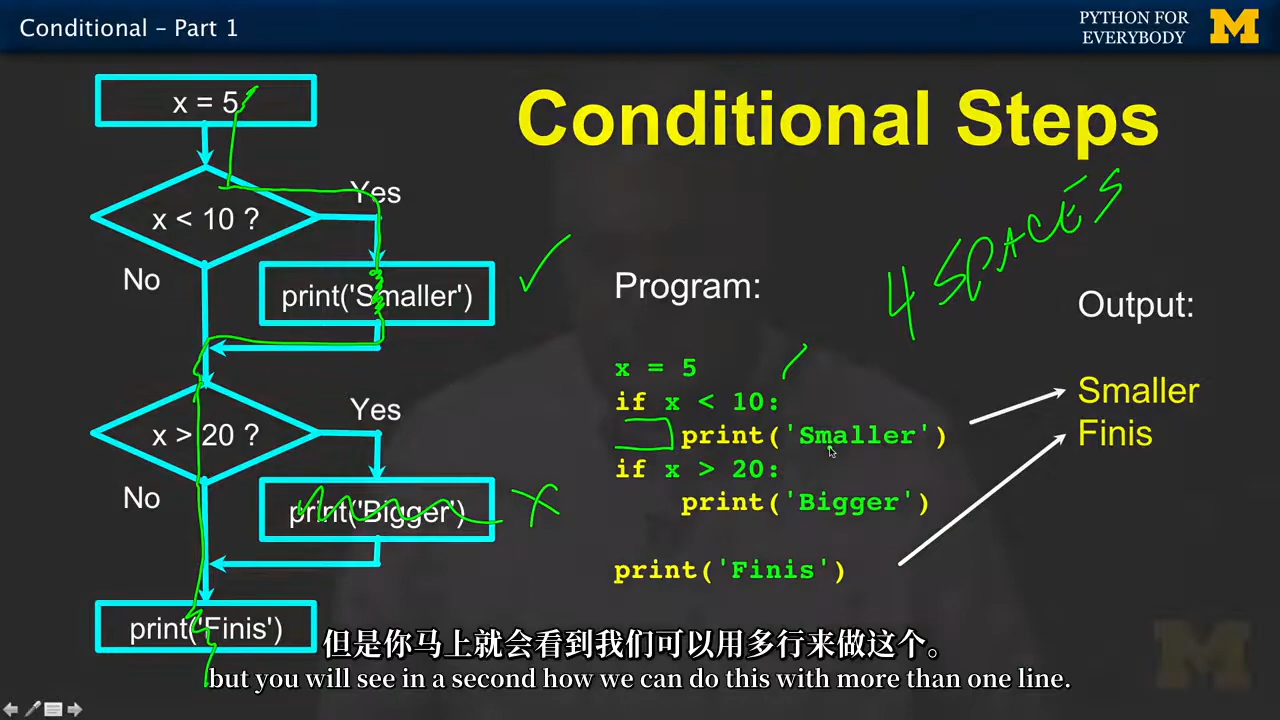 Conditional – Part 1
PYTHON FOR
EVERYBODY
M
Conditional Steps
x = 5
x < 10 ?
Yes
No
print('Smaller')
x > 20 ?
Yes
No
print('Bigger')
print('Finis')
4 SPACES
Program:
x = 5
if x < 10:
    print('Smaller')
if x > 20:
    print('Bigger')
print('Finis')
Output:
Smaller
Finis
但是你马上就会看到我们可以用多行来做这个。
but you will see in a second how we can do this with more than one line.
M